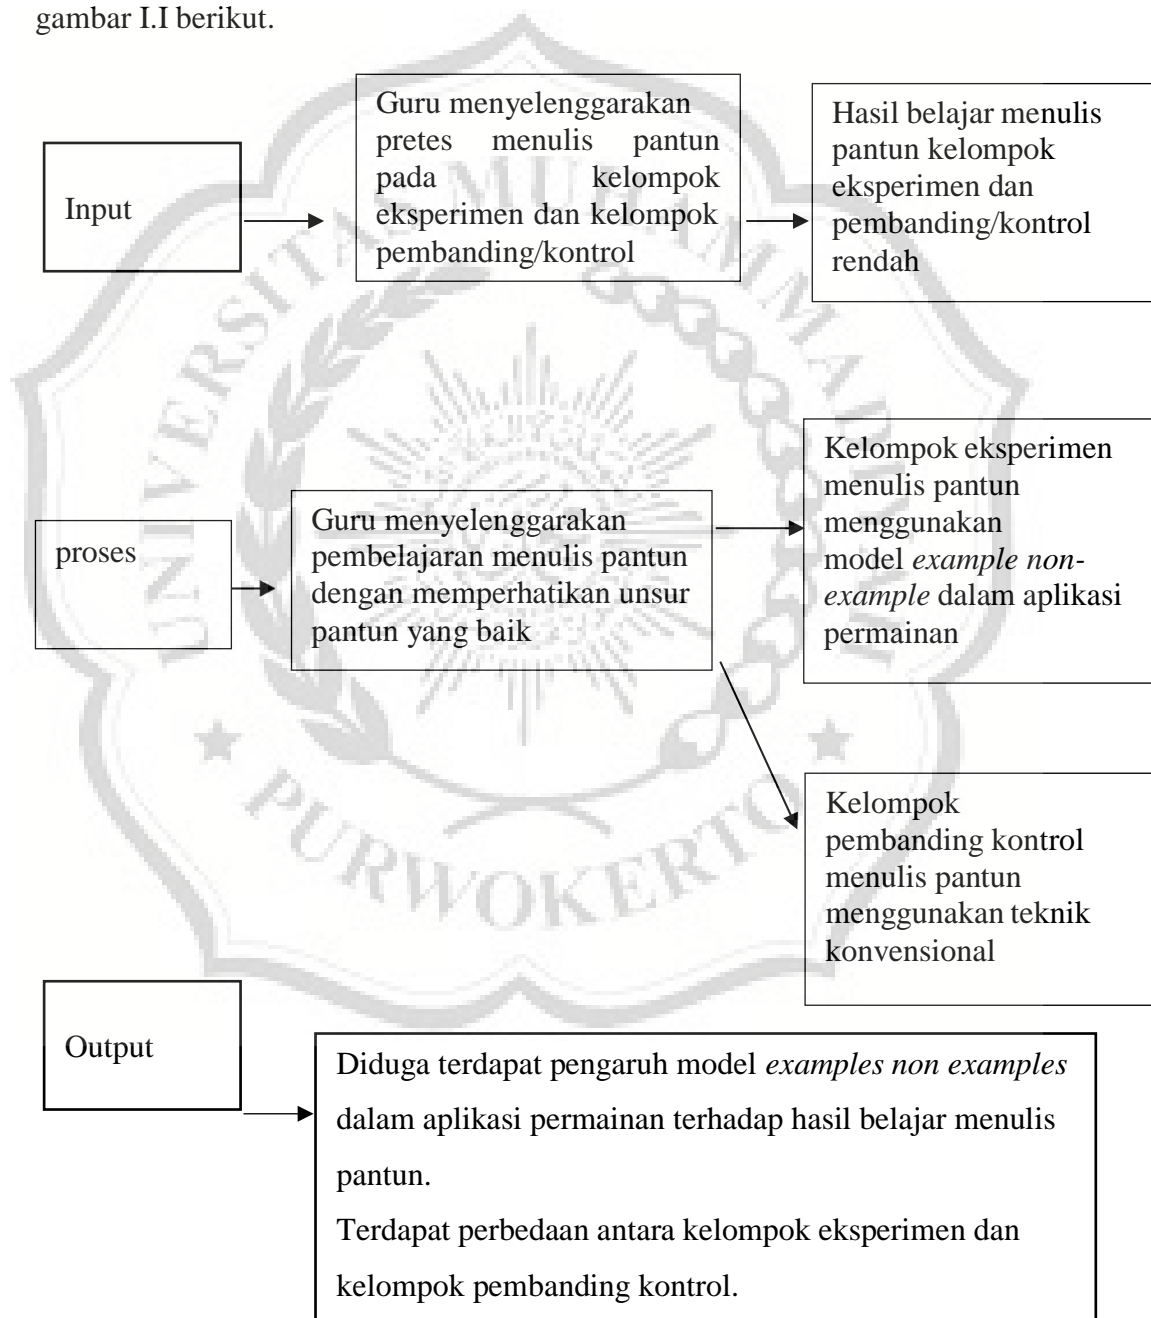 gambar I.I berikut.
Input
Guru menyelenggarakan
pretes menulis pantun
pada kelompok
eksperimen dan kelompok
pembanding/kontrol
Hasil belajar menulis
pantun kelompok
eksperimen dan
pembanding/kontrol
rendah
proses
Guru menyelenggarakan
pembelajaran menulis pantun
dengan memperhatikan unsur
pantun yang baik
Kelompok eksperimen
menulis pantun
menggunakan
model example non-
example dalam aplikasi
permainan
Kelompok
pembanding kontrol
menulis pantun
menggunakan teknik
konvensional
Output
Diduga terdapat pengaruh model examples non examples
dalam aplikasi permainan terhadap hasil belajar menulis
pantun.
Terdapat perbedaan antara kelompok eksperimen dan
kelompok pembanding kontrol.
UNIVERSITAS MUHAMMADIYAH
PURWOKERTO